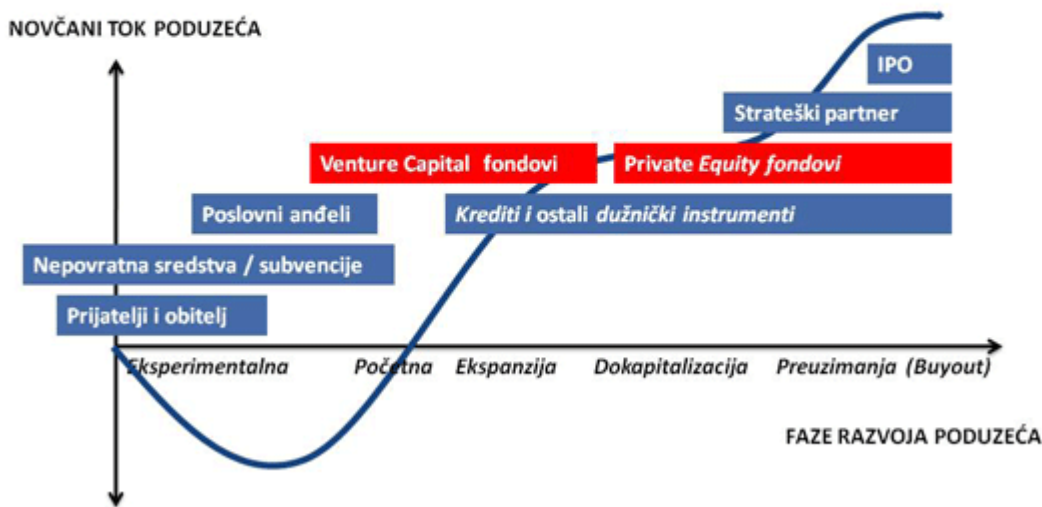 NOVČANI TOK PODUZEĆA
IPO
Strateški partner
Venture Capital fondovi
Private Equity fondovi
Poslovni anđeli
Krediti i ostali dužnički instrumenti
Nepovratna sredstva / subvencije
Prijatelji i obitelj
Eksperimentalna
Početna
Ekspanzija
Dokapitalizacija
Preuzimanja (Buyout)
FAZE RAZVOJA PODUZEĆA